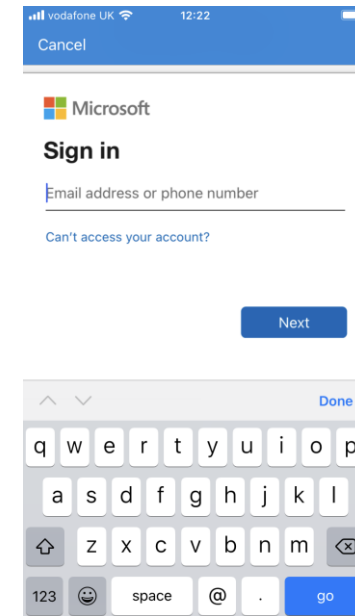 vodafone UK 12:22
Cancel
Microsoft
Sign in
Email address or phone number
Can't access your account?
Next
Done
q w e r t y u i o p
a s d f g h j k l
z x c v b n m
123 space @ . go